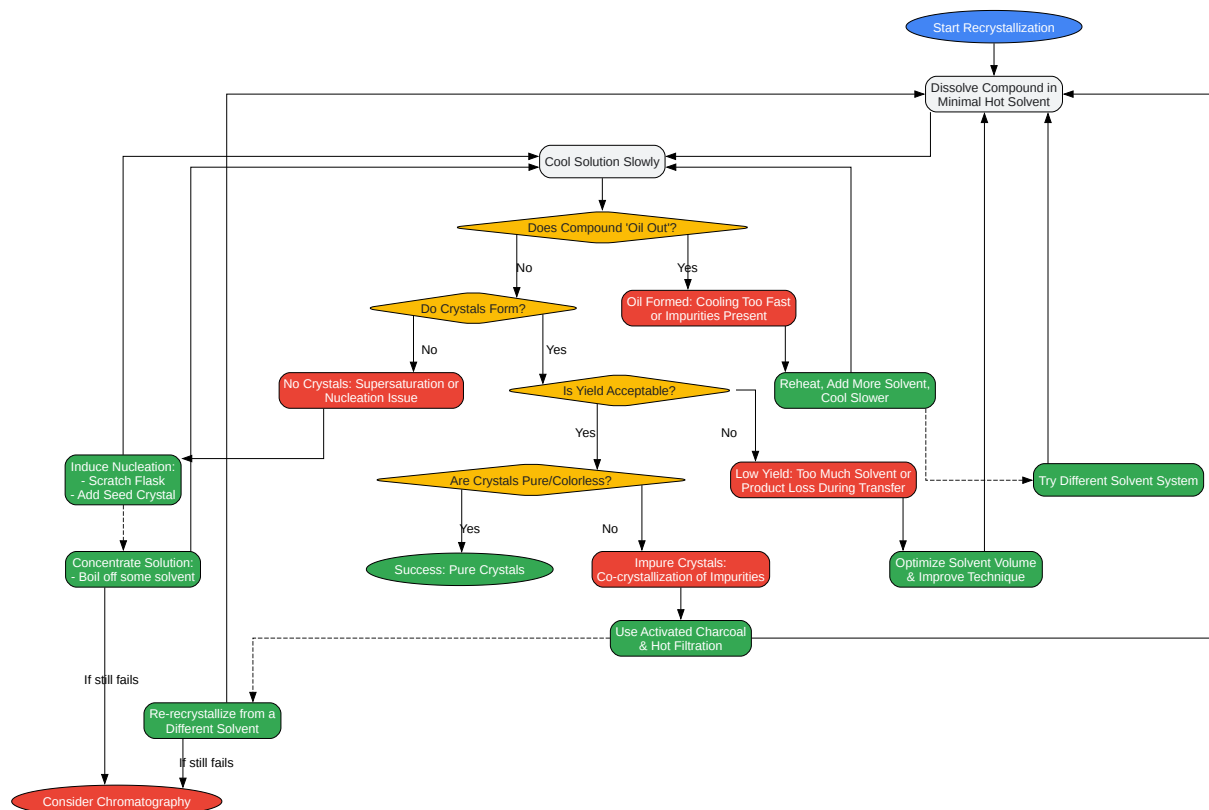 Start Recrystallization
Dissolve Compound in
Minimal Hot Solvent
Cool Solution Slowly
Does Compound 'Oil Out'?
No
Yes
Oil Formed: Cooling Too Fast
or Impurities Present
Do Crystals Form?
No
Yes
No Crystals: Supersaturation or
Nucleation Issue
Is Yield Acceptable?
Reheat, Add More Solvent,
Cool Slower
Yes
No
Induce Nucleation:
- Scratch Flask
- Add Seed Crystal
Are Crystals Pure/Colorless?
Low Yield: Too Much Solvent or
Product Loss During Transfer
Try Different Solvent System
Yes
No
Concentrate Solution:
- Boil off some solvent
Success: Pure Crystals
Impure Crystals:
Co-crystallization of Impurities
Optimize Solvent Volume
& Improve Technique
Use Activated Charcoal
& Hot Filtration
If still fails
Re-recrystallize from a
Different Solvent
If still fails
Consider Chromatography